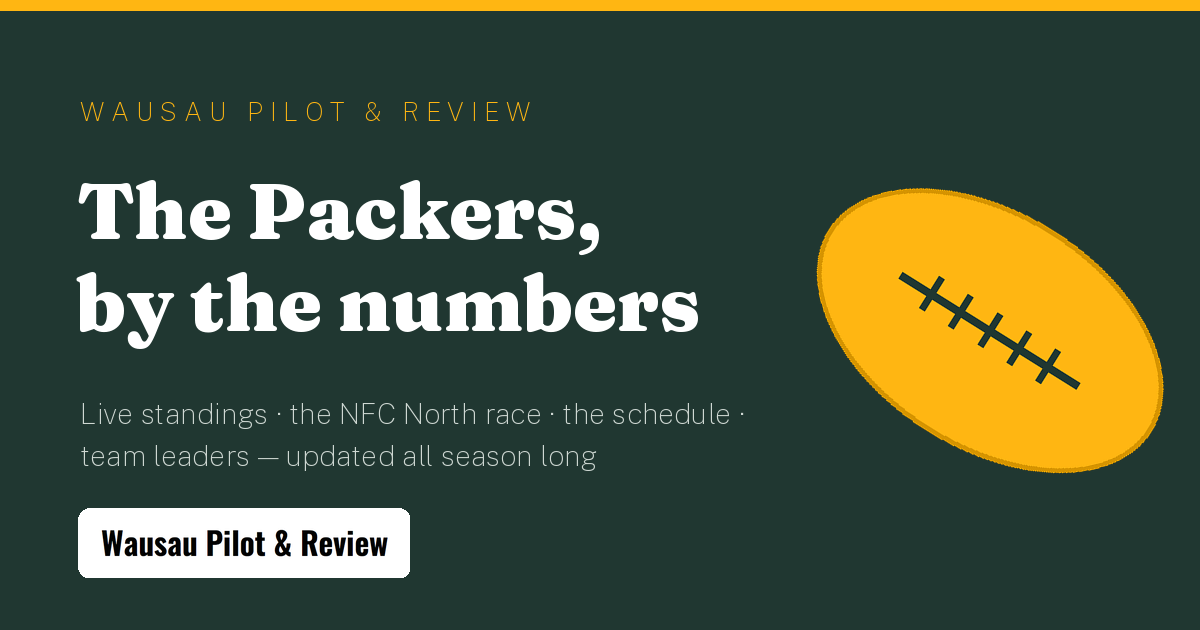 WAUSAU PILOT & REVIEW
The Packers,
by the numbers
Live standings · the NFC North race · the schedule ·
team leaders — updated all season long
Wausau Pilot & Review